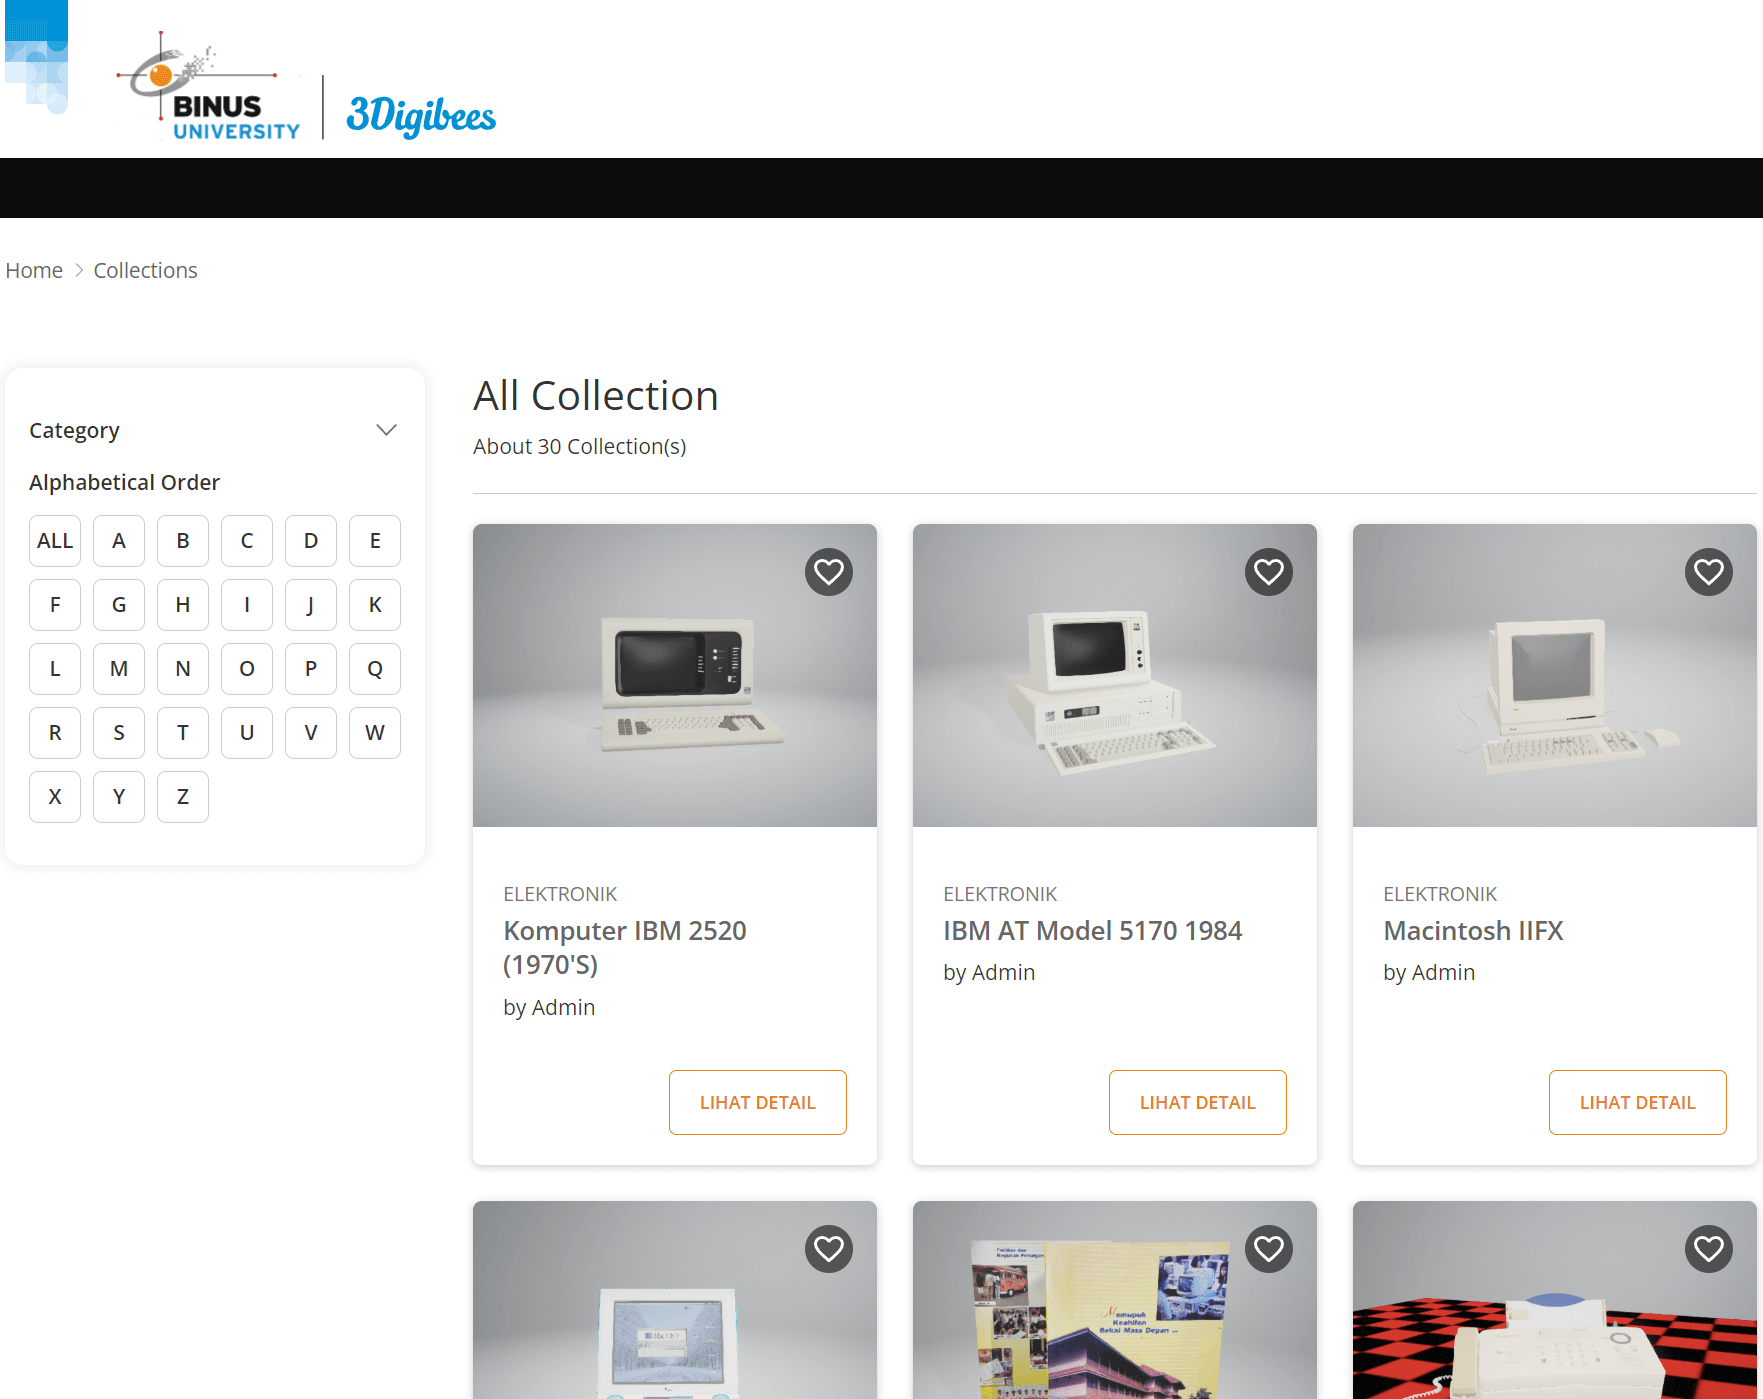 BINUS
UNIVERSITY
3Digibees
Home > Collections
Category
Alphabetical Order
ALL A B C D E
F G H I J K
L M N O P Q
R S T U V W
X Y Z
All Collection
About 30 Collection(s)
ELEKTRONIK
Komputer IBM 2520
(1970'S)
by Admin
LIHAT DETAIL
ELEKTRONIK
IBM AT Model 5170 1984
by Admin
LIHAT DETAIL
ELEKTRONIK
Macintosh IIFX
by Admin
LIHAT DETAIL
Memupuk
Keahlian
Bekal Masa Depan ...